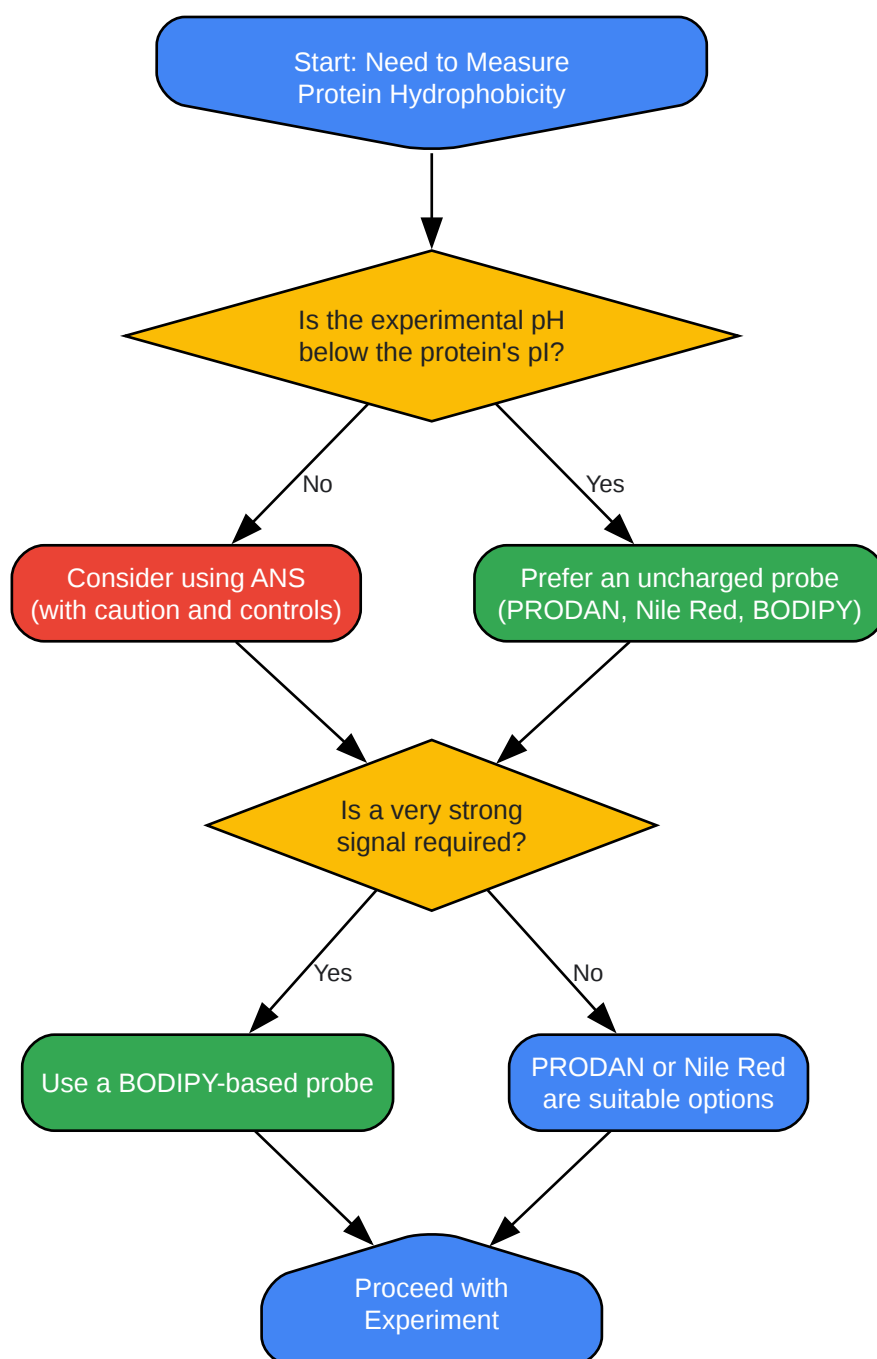 Start: Need to Measure
Protein Hydrophobicity
Is the experimental pH
below the protein's pI?
No
Yes
Consider using ANS
(with caution and controls)
Prefer an uncharged probe
(PRODAN, Nile Red, BODIPY)
Is a very strong
signal required?
Yes
No
Use a BODIPY-based probe
PRODAN or Nile Red
are suitable options
Proceed with
Experiment